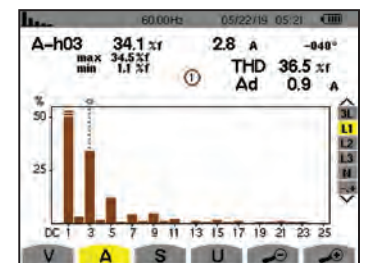 60.00Hz 05/22/19 05:21
A-h03 34.1 %f 2.8 A -040°
max 34.5 %f
min 1.1 %f
① THD 36.5 %f
Ad 0.9 A
%
50
25
DC 1 3 5 7 9 11 13 15 17 19 21 23 25
3L
L1
L2
L3
N
-.+
V A S U